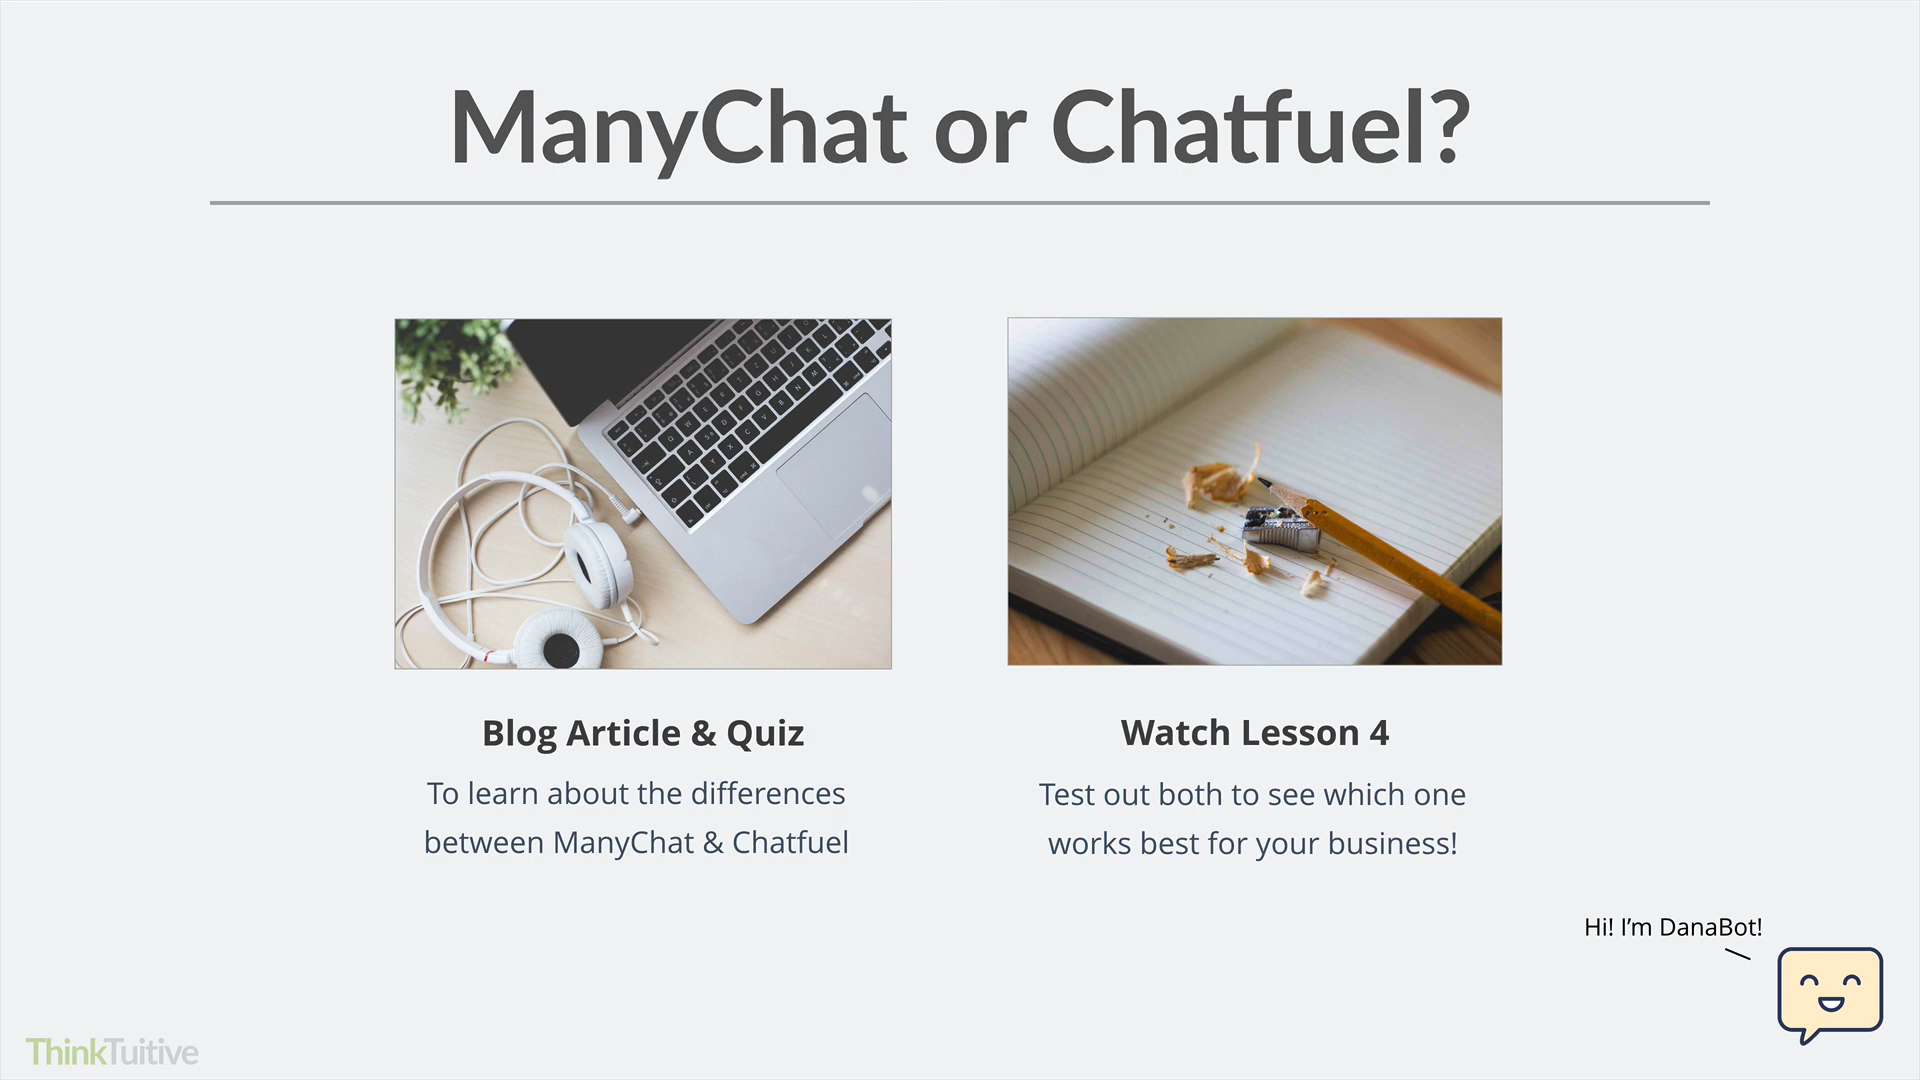 ManyChat or Chatfuel?
Blog Article & Quiz
To learn about the differences
between ManyChat & Chatfuel
Watch Lesson 4
Test out both to see which one
works best for your business!
Hi! I'm DanaBot!
ThinkTuitive